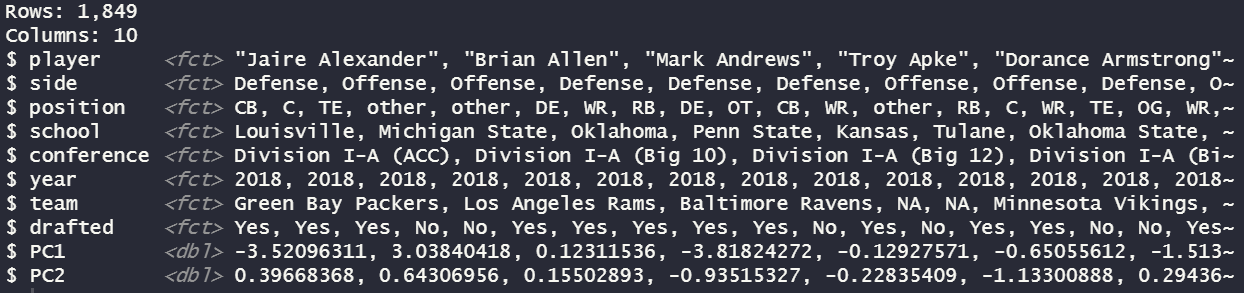 Rows: 1,849
Columns: 10
$ player     <fct> "Jaire Alexander", "Brian Allen", "Mark Andrews", "Troy Apke", "Dorance Armstrong"~
$ side       <fct> Defense, Offense, Offense, Defense, Defense, Defense, Offense, Offense, Defense, O~
$ position   <fct> CB, C, TE, other, other, DE, WR, RB, DE, OT, CB, WR, other, RB, C, WR, TE, OG, WR,~
$ school     <fct> Louisville, Michigan State, Oklahoma, Penn State, Kansas, Tulane, Oklahoma State, ~
$ conference <fct> Division I-A (ACC), Division I-A (Big 10), Division I-A (Big 12), Division I-A (Bi~
$ year       <fct> 2018, 2018, 2018, 2018, 2018, 2018, 2018, 2018, 2018, 2018, 2018, 2018, 2018, 2018~
$ team       <fct> Green Bay Packers, Los Angeles Rams, Baltimore Ravens, NA, NA, Minnesota Vikings, ~
$ drafted    <fct> Yes, Yes, Yes, No, No, Yes, Yes, Yes, Yes, Yes, No, Yes, No, Yes, Yes, No, No, Yes~
$ PC1        <dbl> -3.52096311, 3.03840418, 0.12311536, -3.81824272, -0.12927571, -0.65055612, -1.513~
$ PC2        <dbl> 0.39668368, 0.64306956, 0.15502893, -0.93515327, -0.22835409, -1.13300888, 0.29436~